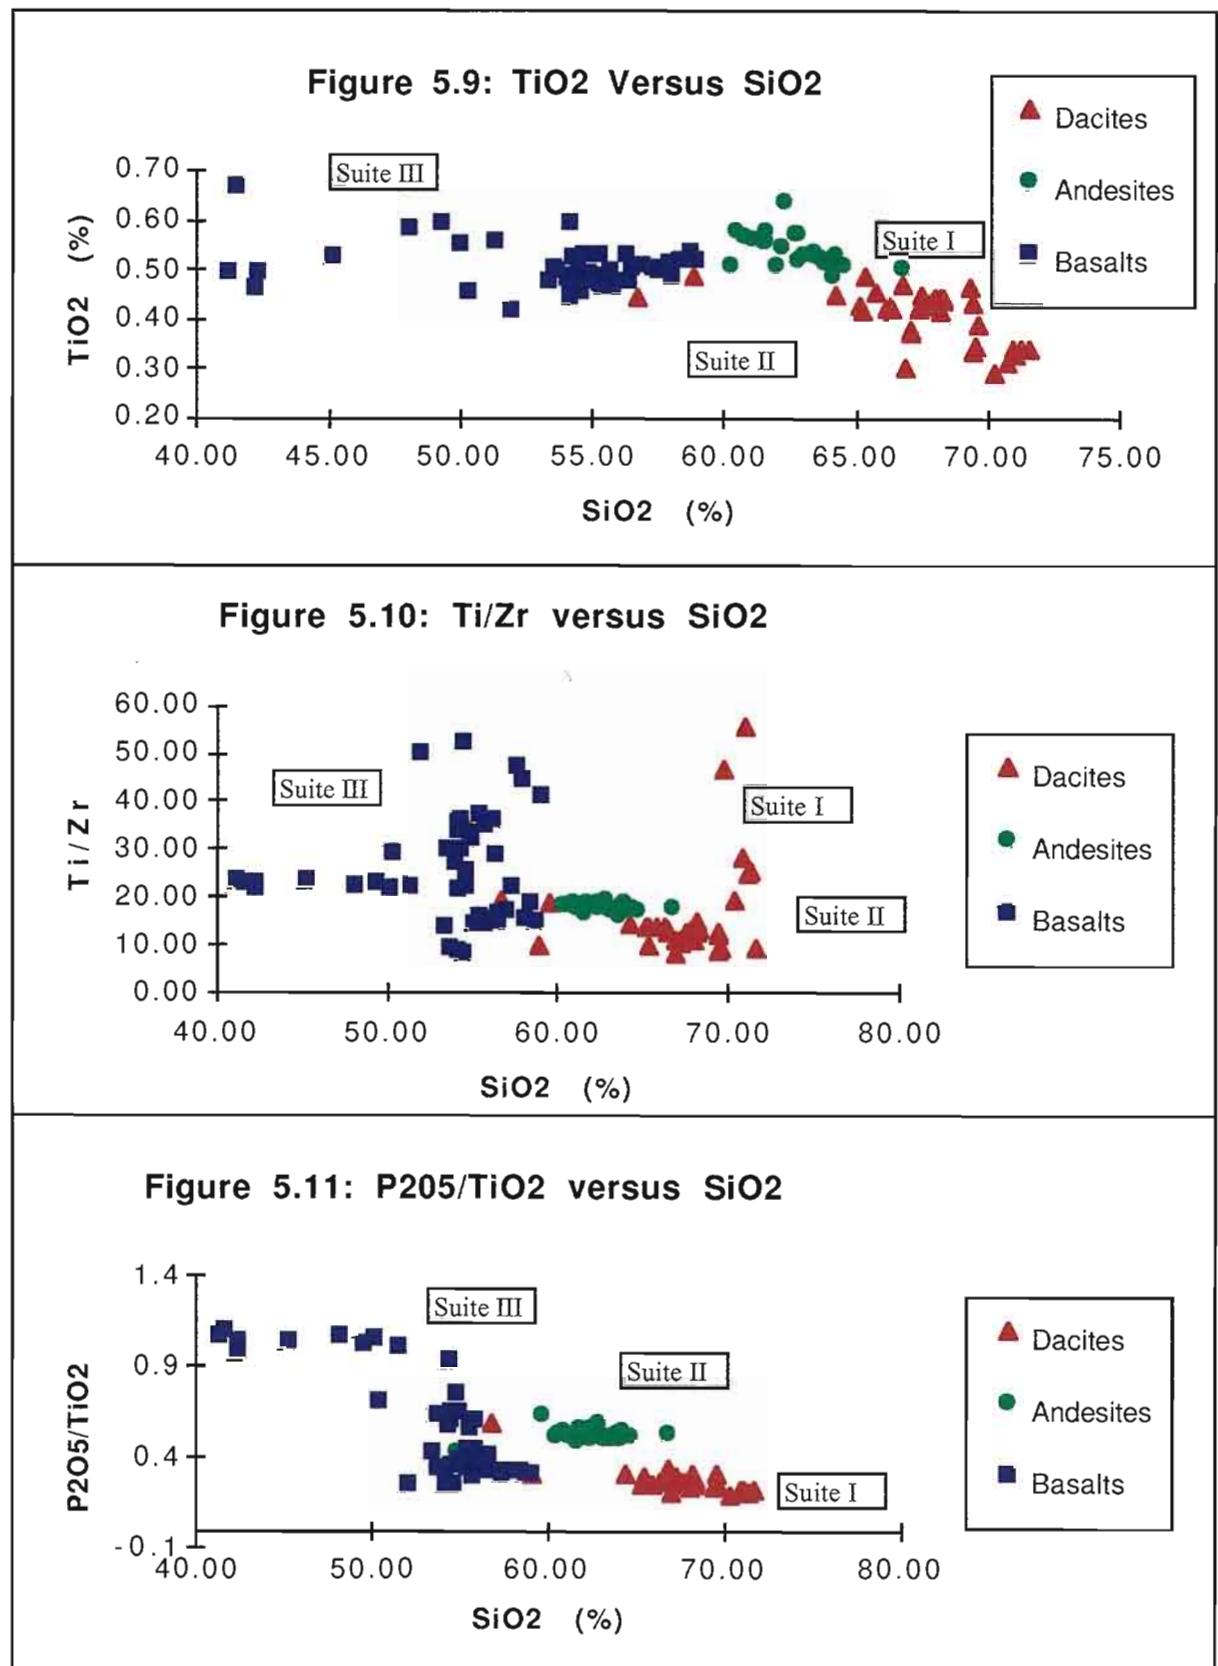 Figure 5.9: TiO2 Versus SiO2
Dacites
Andesites
Basalts
Suite III
Suite I
Suite II
TiO2 (%)
0.70
0.60
0.50
0.40
0.30
0.20
40.00 45.00 50.00 55.00 60.00 65.00 70.00 75.00
SiO2 (%)
Figure 5.10: Ti/Zr versus SiO2
Dacites
Andesites
Basalts
Suite III
Suite I
Suite II
Ti/Zr
60.00
50.00
40.00
30.00
20.00
10.00
0.00
40.00 50.00 60.00 70.00 80.00
SiO2 (%)
Figure 5.11: P205/TiO2 versus SiO2
Dacites
Andesites
Basalts
Suite III
Suite II
Suite I
P2O5/TiO2
1.4
0.9
0.4
-0.1
40.00 50.00 60.00 70.00 80.00
SiO2 (%)